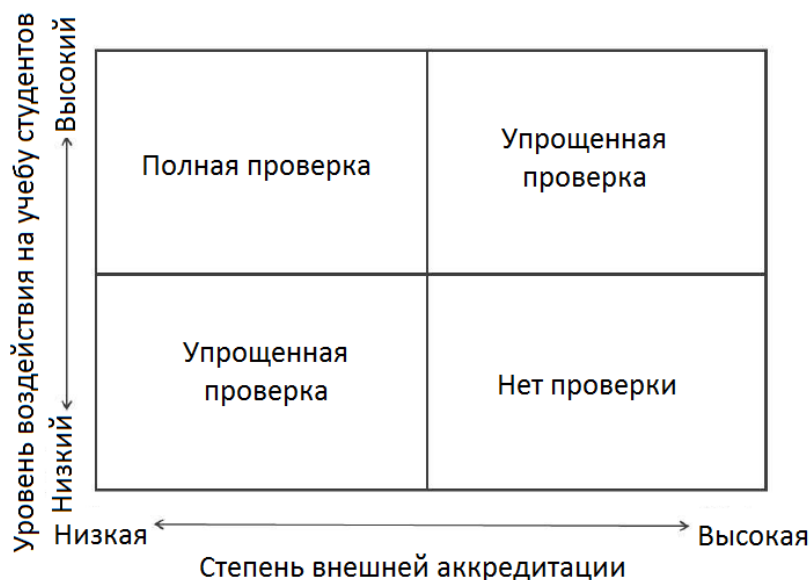 Уровень воздействия на учебу студентов
Высокий
Низкий
Полная проверка
Упрощенная
проверка
Упрощенная
проверка
Нет проверки
Низкая
Высокая
Степень внешней аккредитации